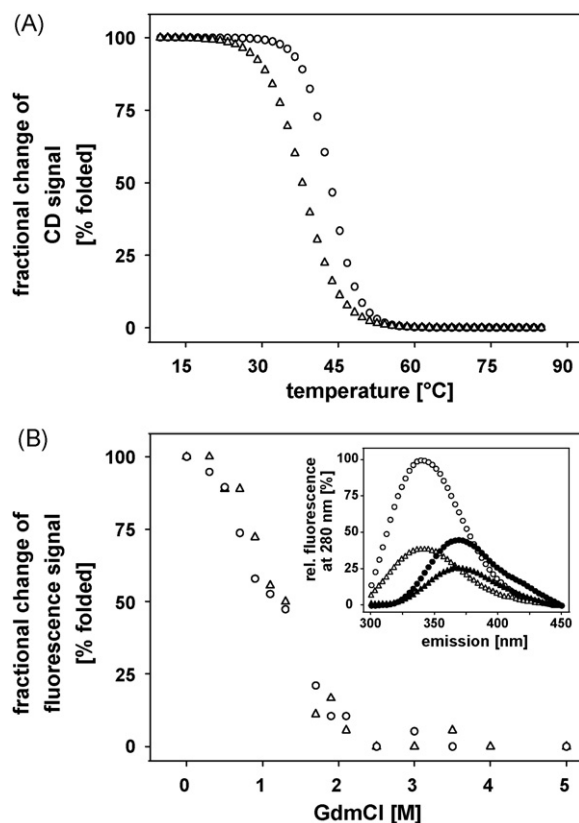 (A)
fractional change of
CD signal
[% folded]
100
75
50
25
0
15 30 45 60 75 90
temperature [°C]
(B)
fractional change of
fluorescence signal
[% folded]
100
75
50
25
0
rel. fluorescence
at 280 nm [%]
100
75
50
25
0
300 350 400 450
emission [nm]
0 1 2 3 4 5
GdmCl [M]